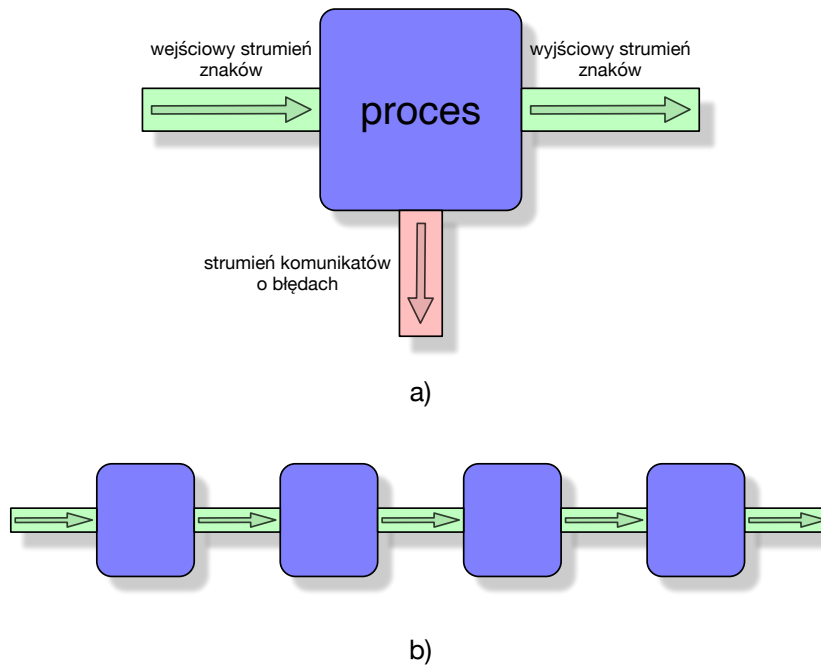 wejściowy strumień
znaków
proces
wyjściowy strumień
znaków
strumień komunikatów
o błędach
a)
b)